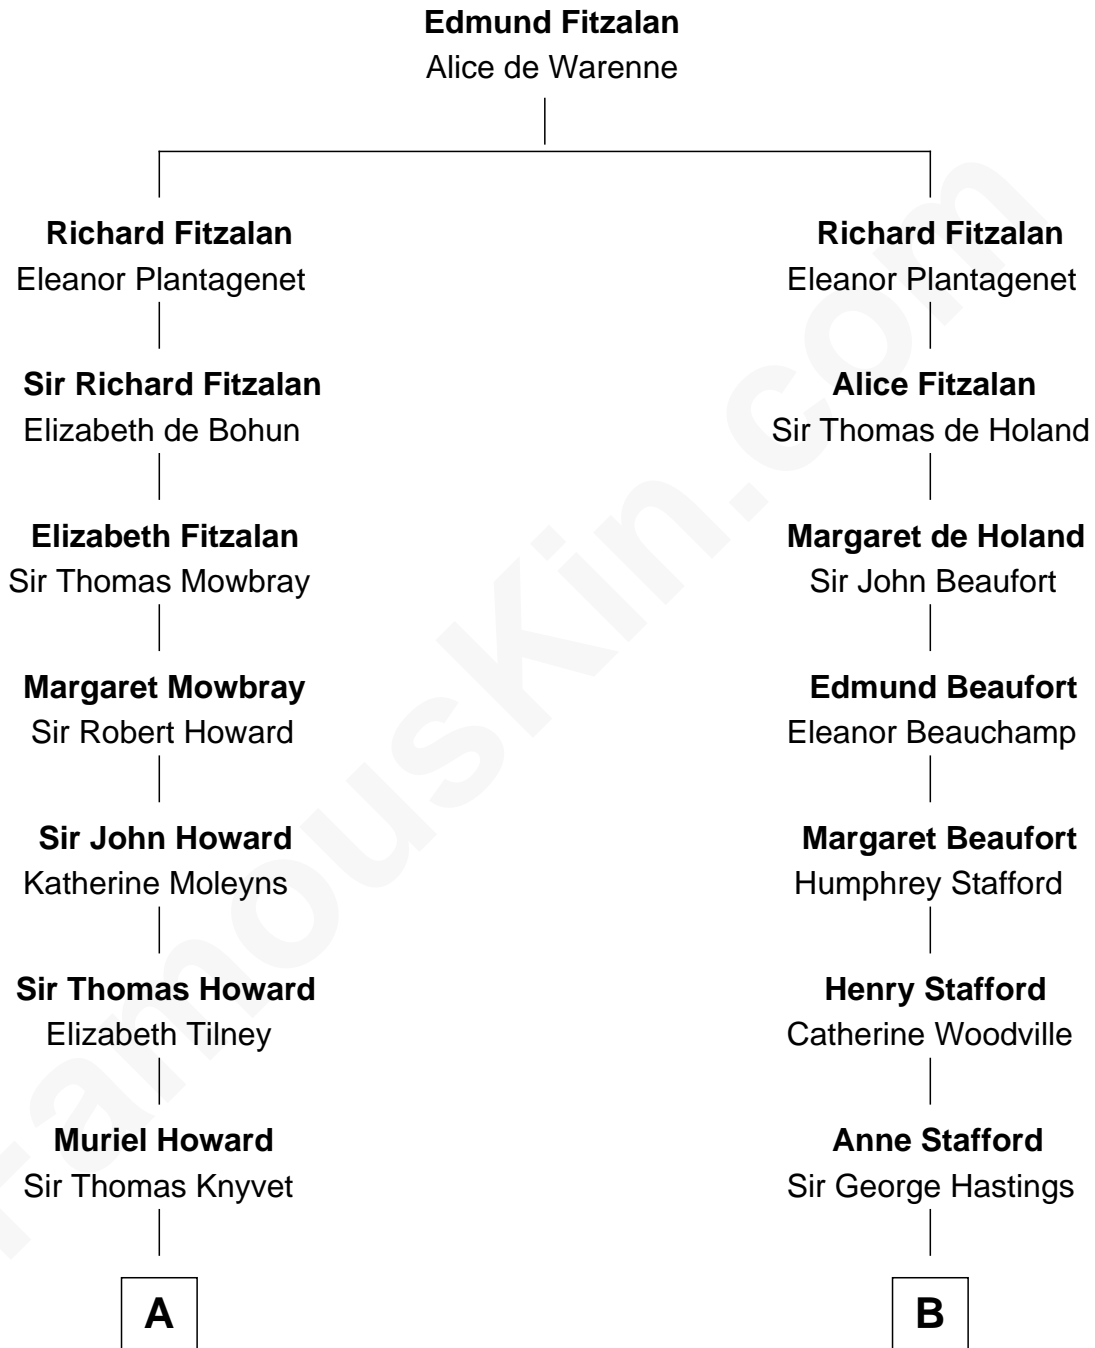 Edmund Fitzalan
Alice de Warenne
Richard Fitzalan
Eleanor Plantagenet
Sir Richard Fitzalan
Elizabeth de Bohun
Elizabeth Fitzalan
Sir Thomas Mowbray
Margaret Mowbray
Sir Robert Howard
Sir John Howard
Katherine Moleyns
Sir Thomas Howard
Elizabeth Tilney
Muriel Howard
Sir Thomas Knyvet
A
Richard Fitzalan
Eleanor Plantagenet
Alice Fitzalan
Sir Thomas de Holand
Margaret de Holand
Sir John Beaufort
Edmund Beaufort
Eleanor Beauchamp
Margaret Beaufort
Humphrey Stafford
Henry Stafford
Catherine Woodville
Anne Stafford
Sir George Hastings
B
FamousKin.com